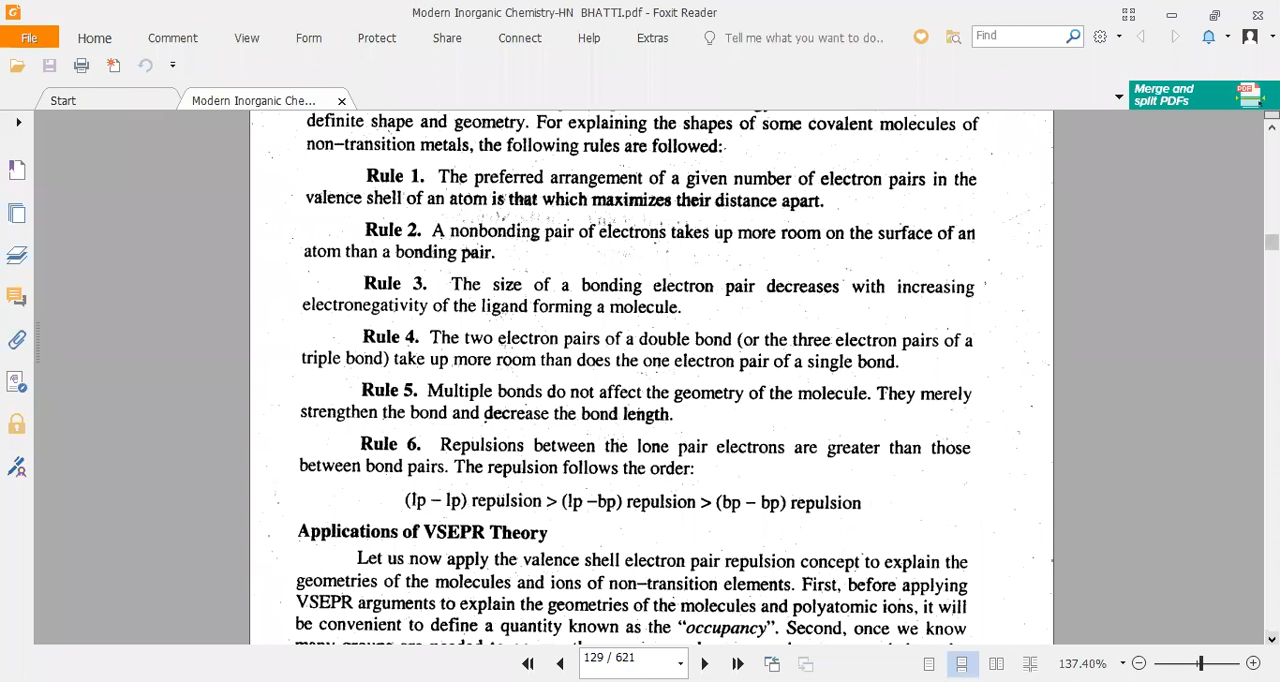 Modern Inorganic Chemistry-HN BHATTI.pdf - Foxit Reader
File Home Comment View Form Protect Share Connect Help Extras Tell me what you want to do.. Find
Start Modern Inorganic Che... Merge and
split PDFs
definite shape and geometry. For explaining the shapes of some covalent molecules of
non-transition metals, the following rules are followed:
Rule 1. The preferred arrangement of a given number of electron pairs in the
valence shell of an atom is that which maximizes their distance apart.
Rule 2. A nonbonding pair of electrons takes up more room on the surface of an
atom than a bonding pair.
Rule 3. The size of a bonding electron pair decreases with increasing
electronegativity of the ligand forming a molecule.
Rule 4. The two electron pairs of a double bond (or the three electron pairs of a
triple bond) take up more room than does the one electron pair of a single bond.
Rule 5. Multiple bonds do not affect the geometry of the molecule. They merely
strengthen the bond and decrease the bond length.
Rule 6. Repulsions between the lone pair electrons are greater than those
between bond pairs. The repulsion follows the order:
(lp – lp) repulsion > (lp –bp) repulsion > (bp – bp) repulsion
Applications of VSEPR Theory
Let us now apply the valence shell electron pair repulsion concept to explain the
geometries of the molecules and ions of non-transition elements. First, before applying
VSEPR arguments to explain the geometries of the molecules and polyatomic ions, it will
be convenient to define a quantity known as the "occupancy". Second, once we know
129 / 621 137.40%